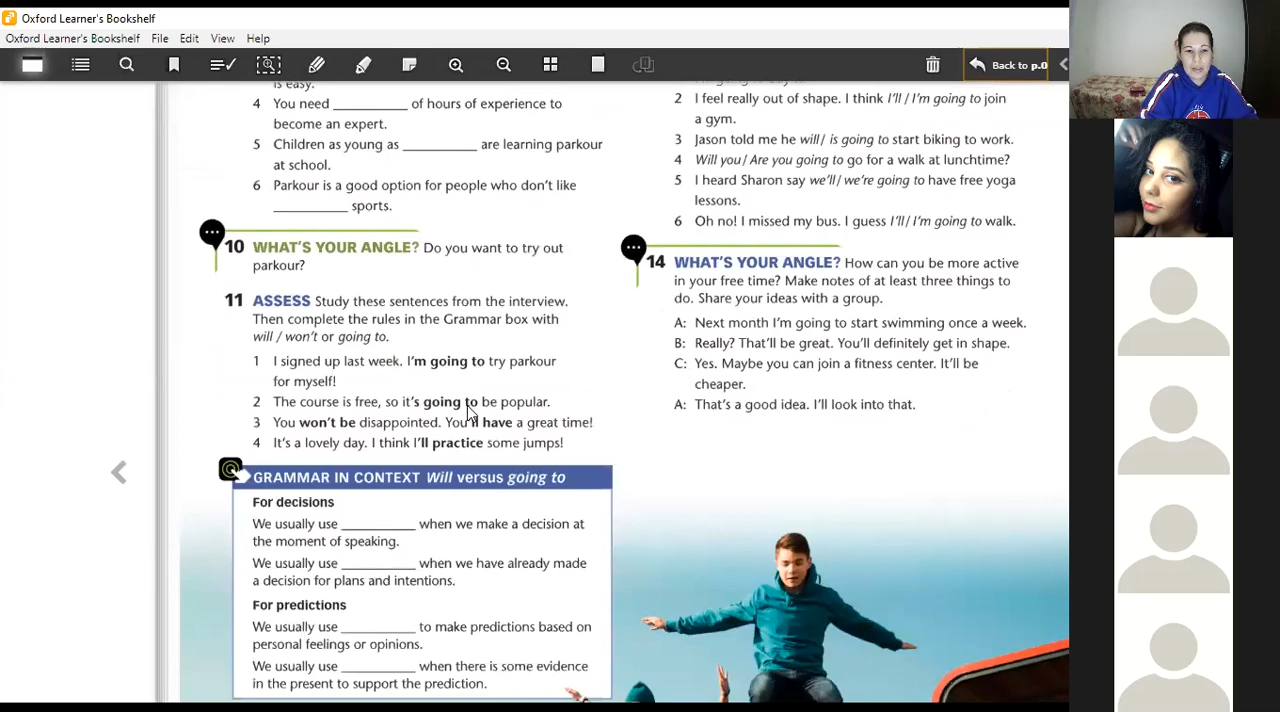 Oxford Learner's Bookshelf
Oxford Learner's Bookshelf File Edit View Help
Back to p.0
is easy.
4 You need __________ of hours of experience to
become an expert.
5 Children as young as __________ are learning parkour
at school.
6 Parkour is a good option for people who don't like
__________ sports.
10 WHAT'S YOUR ANGLE? Do you want to try out
parkour?
11 ASSESS Study these sentences from the interview.
Then complete the rules in the Grammar box with
will / won't or going to.
1 I signed up last week. I'm going to try parkour
for myself!
2 The course is free, so it's going to be popular.
3 You won't be disappointed. You'll have a great time!
4 It's a lovely day. I think I'll practice some jumps!
GRAMMAR IN CONTEXT Will versus going to
For decisions
We usually use __________ when we make a decision at
the moment of speaking.
We usually use __________ when we have already made
a decision for plans and intentions.
For predictions
We usually use __________ to make predictions based on
personal feelings or opinions.
We usually use __________ when there is some evidence
in the present to support the prediction.
2 I feel really out of shape. I think I'll / I'm going to join
a gym.
3 Jason told me he will / is going to start biking to work.
4 Will you / Are you going to go for a walk at lunchtime?
5 I heard Sharon say we'll / we're going to have free yoga
lessons.
6 Oh no! I missed my bus. I guess I'll / I'm going to walk.
14 WHAT'S YOUR ANGLE? How can you be more active
in your free time? Make notes of at least three things to
do. Share your ideas with a group.
A: Next month I'm going to start swimming once a week.
B: Really? That'll be great. You'll definitely get in shape.
C: Yes. Maybe you can join a fitness center. It'll be
cheaper.
A: That's a good idea. I'll look into that.